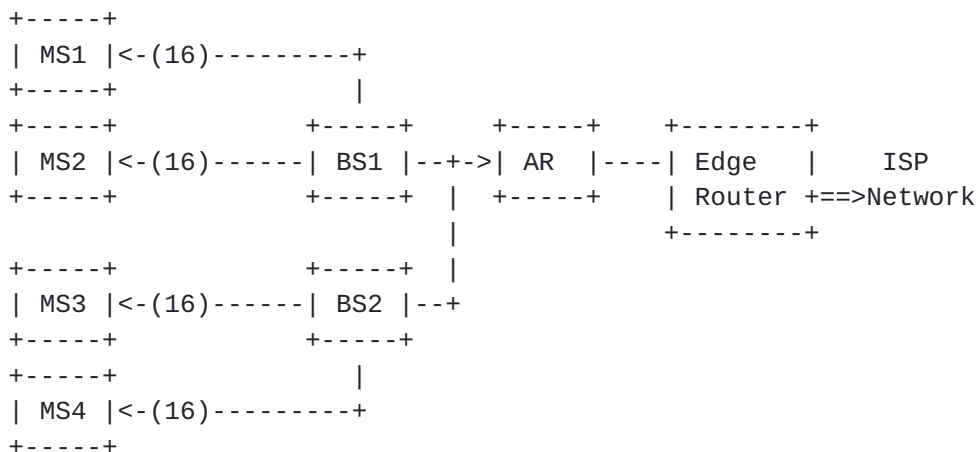 +-----+
| MS1 |<-(16)---------+
+-----+               |
+-----+            +-----+     +-----+    +--------+
| MS2 |<-(16)------| BS1 |--+->| AR  |----| Edge   |    ISP
+-----+            +-----+  |  +-----+    | Router +==>Network
                            |             +--------+
+-----+            +-----+  |
| MS3 |<-(16)------| BS2 |--+
+-----+            +-----+
+-----+               |
| MS4 |<-(16)---------+
+-----+